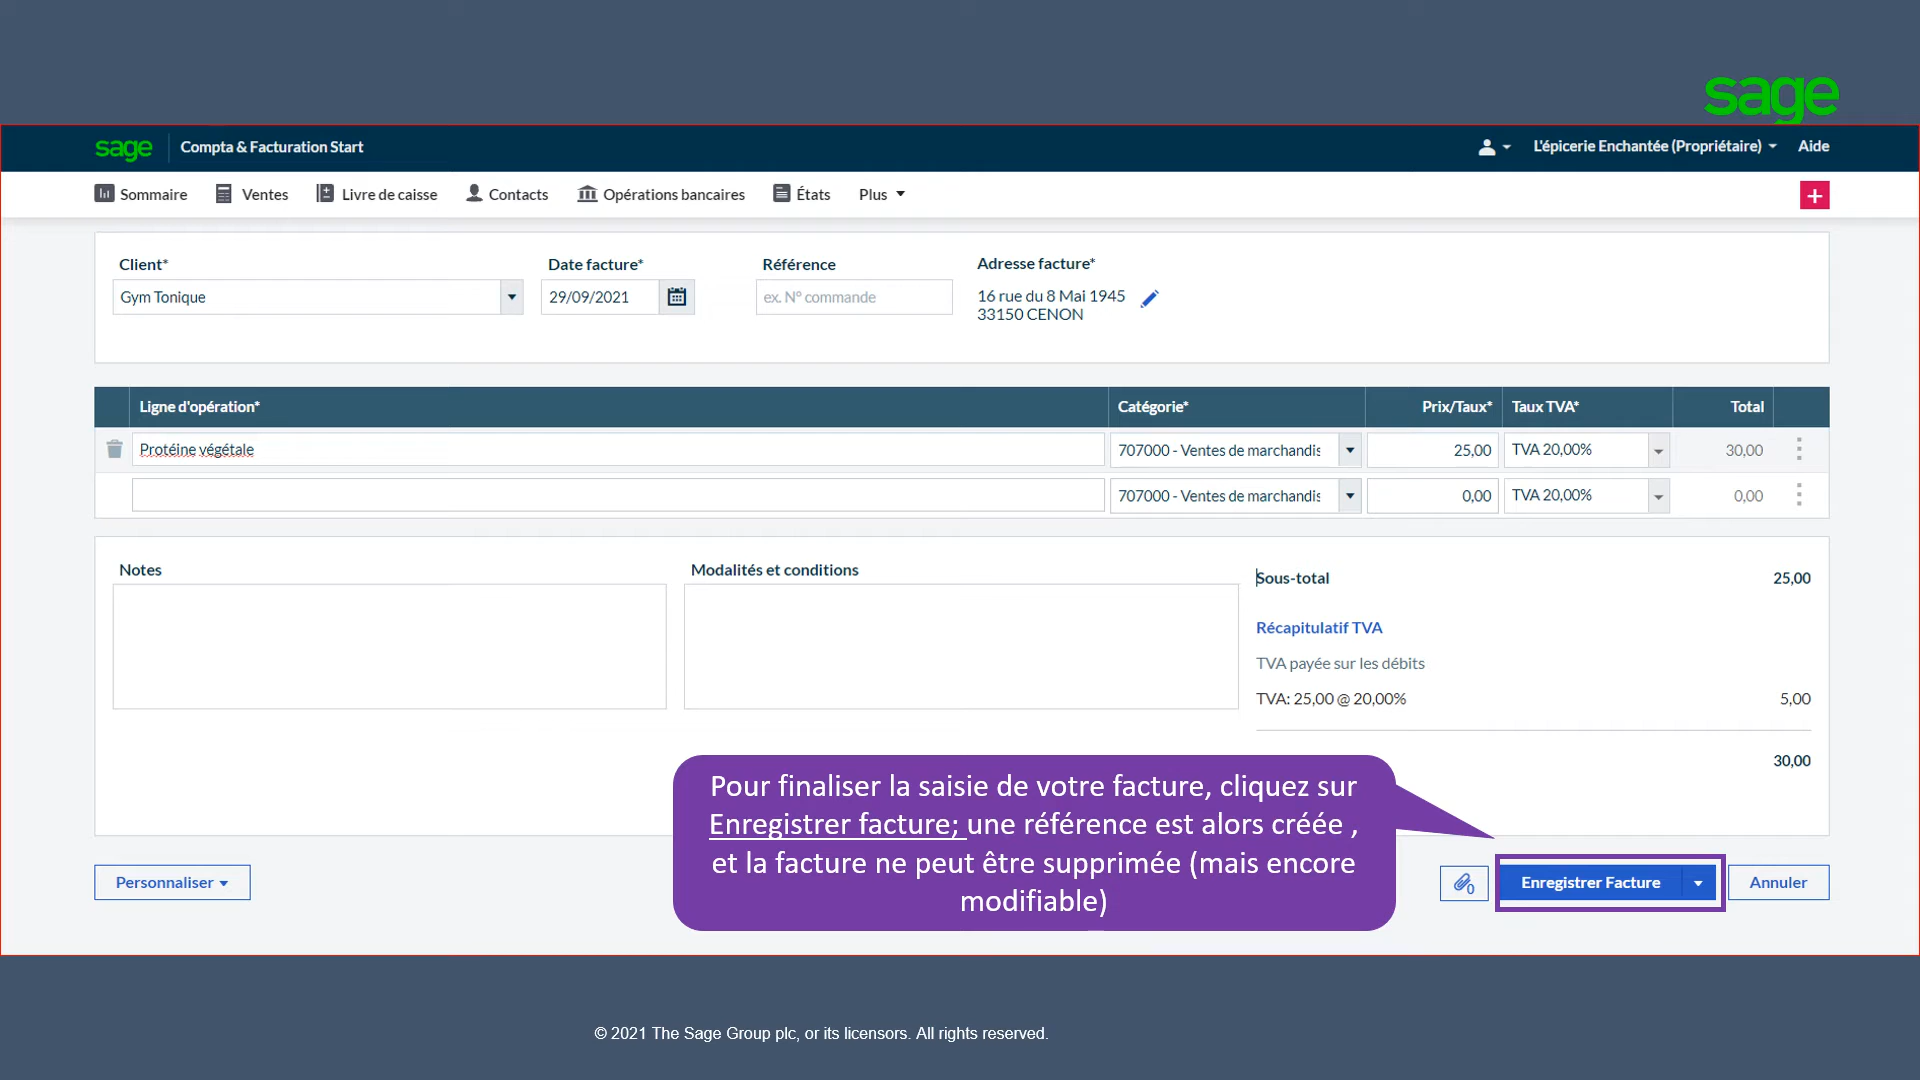 sage
sage Compta & Facturation Start L'épicerie Enchantée (Propriétaire) Aide
Sommaire Ventes Livre de caisse Contacts Opérations bancaires États Plus +
Client* Date facture* Référence Adresse facture*
Gym Tonique 29/09/2021 ex. N° commande 16 rue du 8 Mai 1945
33150 CENON
Ligne d'opération* Catégorie* Prix/Taux* Taux TVA* Total
Protéine végétale 707000 - Ventes de marchandis 25,00 TVA 20,00% 30,00
707000 - Ventes de marchandis 0,00 TVA 20,00% 0,00
Notes Modalités et conditions
Sous-total 25,00
Récapitulatif TVA
TVA payée sur les débits
TVA: 25,00 @ 20,00% 5,00
30,00
Pour finaliser la saisie de votre facture, cliquez sur
Enregistrer facture; une référence est alors créée ,
et la facture ne peut être supprimée (mais encore
modifiable)
Personnaliser 0 Enregistrer Facture Annuler
© 2021 The Sage Group plc, or its licensors. All rights reserved.